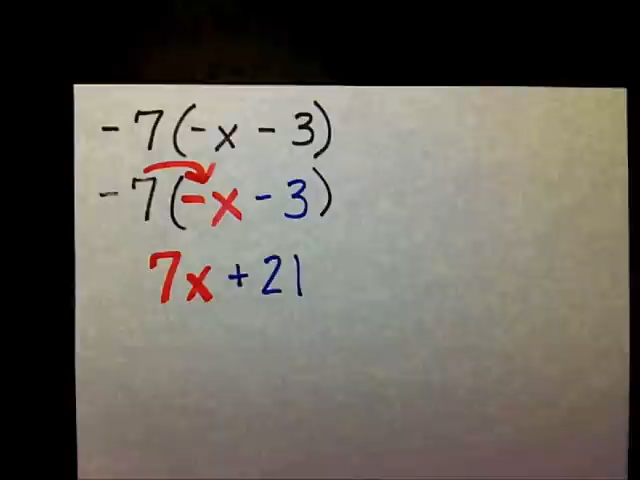 -7(-x - 3)
-7(-x - 3)
7x + 21